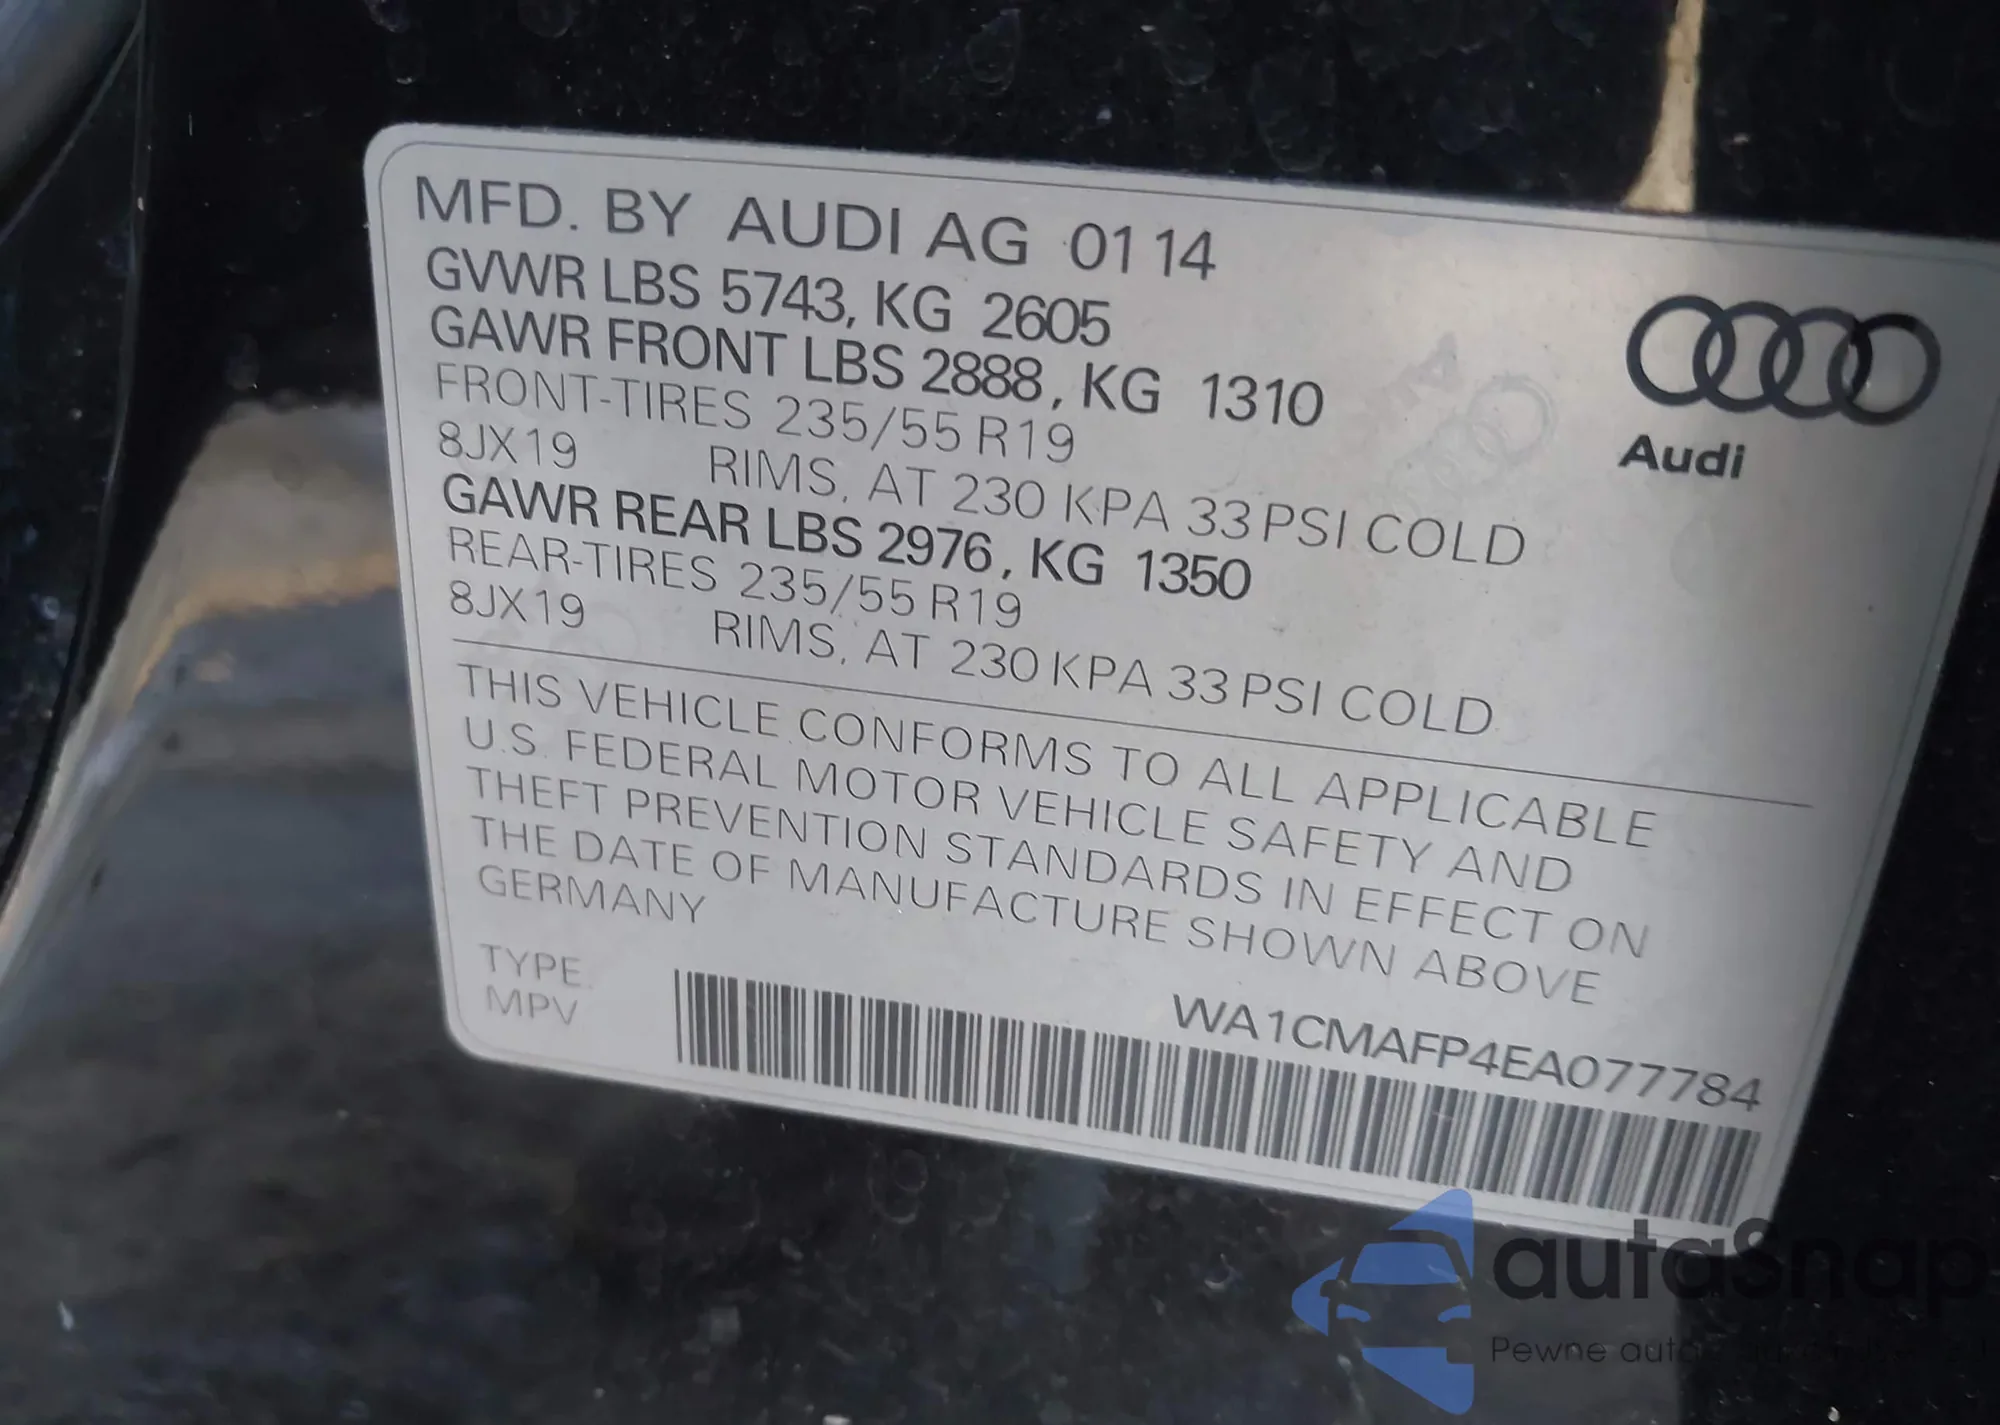 MFD. BY AUDI AG 01 14
GVWR LBS 5743, KG 2605
GAWR FRONT LBS 2888, KG 1310
FRONT-TIRES 235/55 R19
8JX19 RIMS, AT 230 KPA 33 PSI COLD
GAWR REAR LBS 2976, KG 1350
REAR-TIRES 235/55 R19
8JX19 RIMS, AT 230 KPA 33 PSI COLD
Audi
THIS VEHICLE CONFORMS TO ALL APPLICABLE
U.S. FEDERAL MOTOR VEHICLE SAFETY AND
THEFT PREVENTION STANDARDS IN EFFECT ON
THE DATE OF MANUFACTURE SHOWN ABOVE
GERMANY
TYPE:
MPV
WA1CMAFP4EA077784
autaSnap
Pewne auta